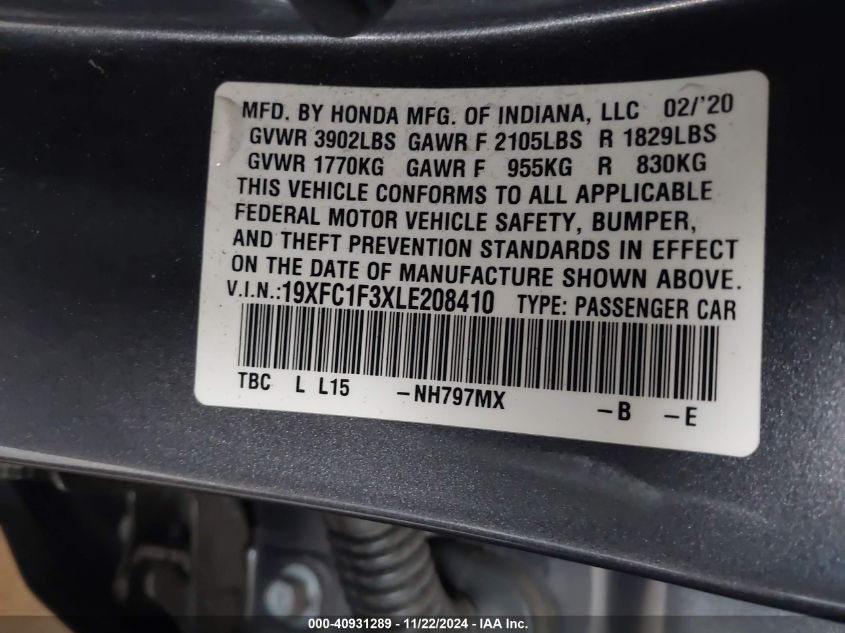 MFD. BY HONDA MFG. OF INDIANA, LLC 02/'20
GVWR 3902LBS GAWR F 2105LBS R 1829LBS
GVWR 1770KG GAWR F 955KG R 830KG
THIS VEHICLE CONFORMS TO ALL APPLICABLE
FEDERAL MOTOR VEHICLE SAFETY, BUMPER,
AND THEFT PREVENTION STANDARDS IN EFFECT
ON THE DATE OF MANUFACTURE SHOWN ABOVE.
V.I.N.:19XFC1F3XLE208410 TYPE: PASSENGER CAR
TBC L L15 -NH797MX -B -E
000-40931289 - 11/22/2024 - IAA Inc.